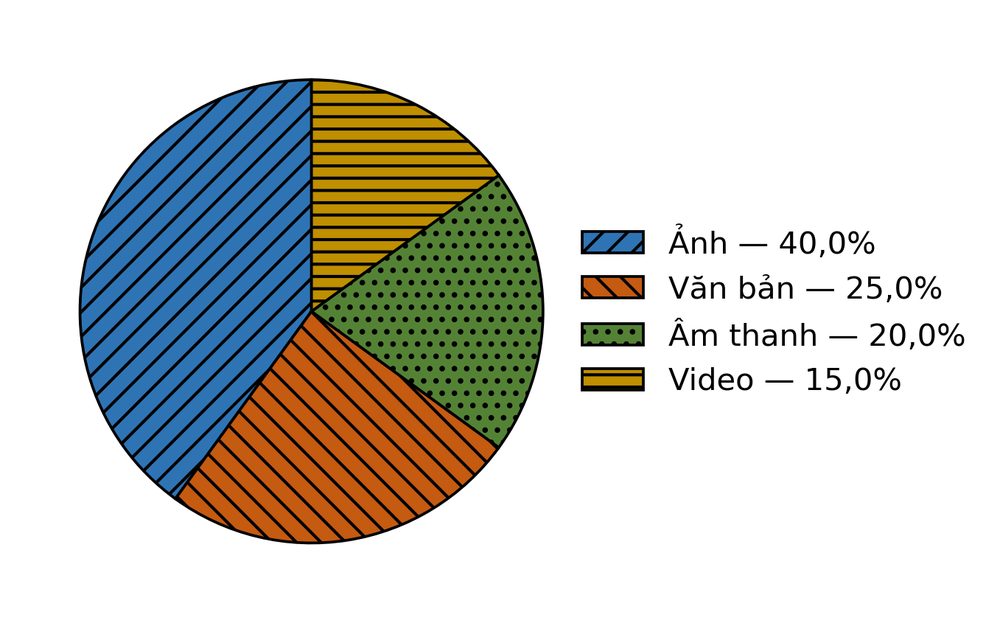 Ảnh — 40,0%
Văn bản — 25,0%
Âm thanh — 20,0%
Video — 15,0%